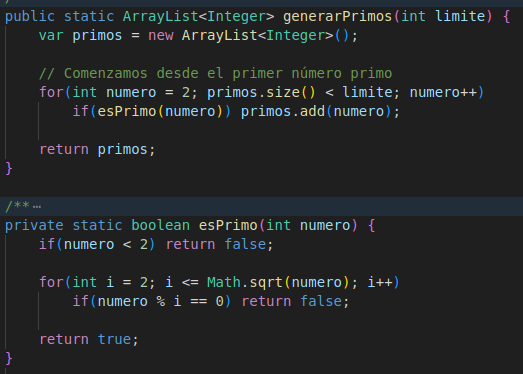 public static ArrayList<Integer> generarPrimos(int limite) {
    var primos = new ArrayList<Integer>();

    // Comenzamos desde el primer número primo
    for(int numero = 2; primos.size() < limite; numero++)
        if(esPrimo(numero)) primos.add(numero);

    return primos;
}

/** ⋯
private static boolean esPrimo(int numero) {
    if(numero < 2) return false;

    for(int i = 2; i <= Math.sqrt(numero); i++)
        if(numero % i == 0) return false;

    return true;
}